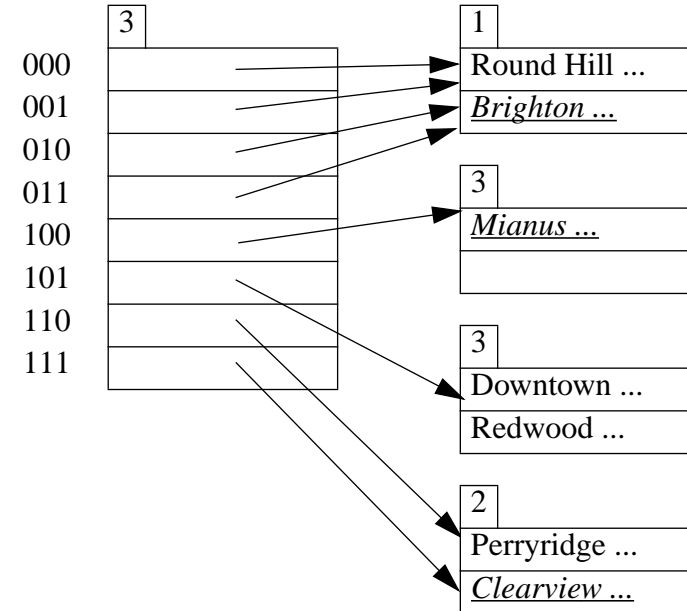 3
000
001
010
011
100
101
110
111
1
Round Hill ...
Brighton ...
3
Mianus ...
3
Downtown ...
Redwood ...
2
Perryridge ...
Clearview ...